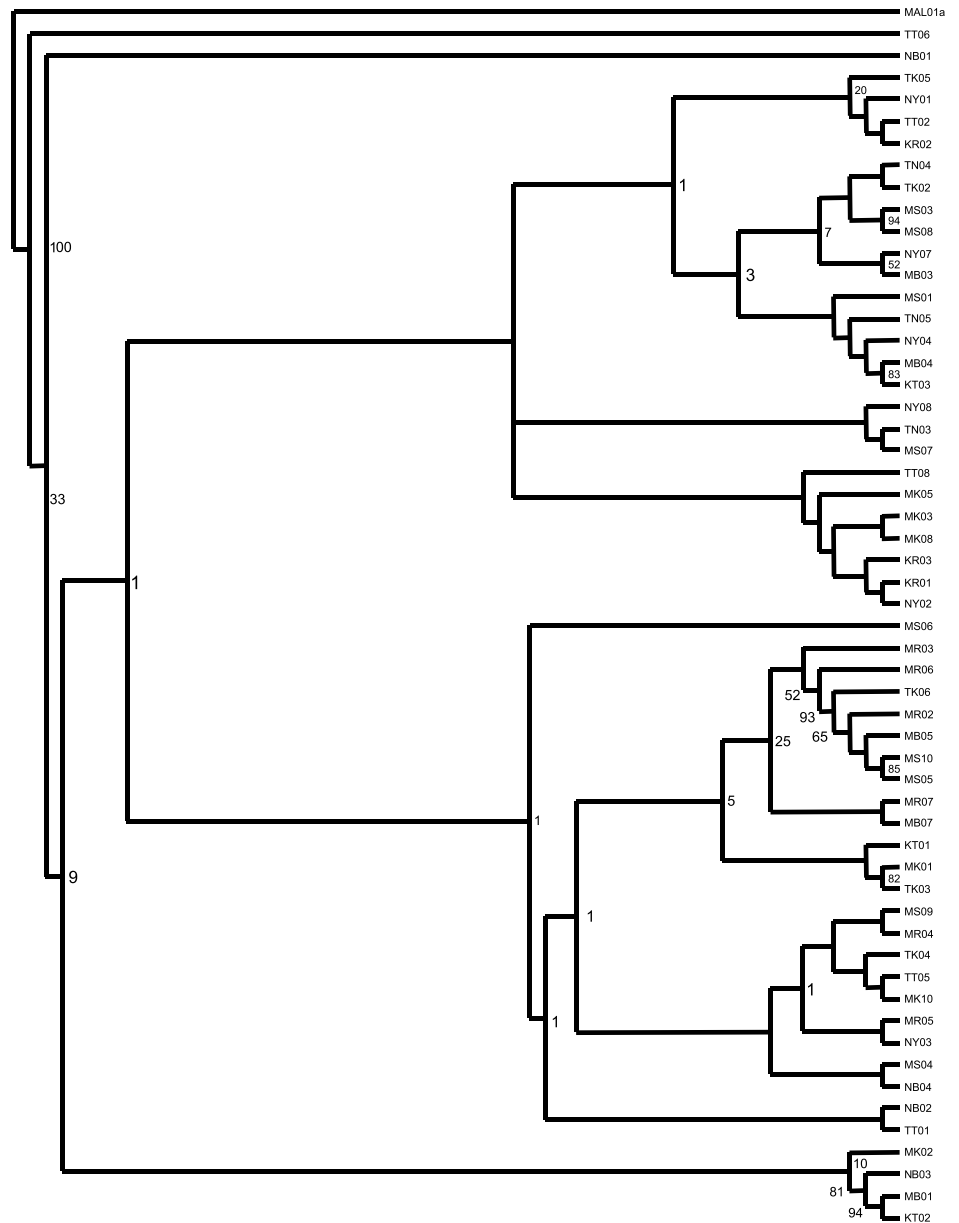 MAL01a
TT06
NB01
TK05
20
NY01
TT02
KR02
TN04
TK02
1
MS03
94
MS08
7
NY07
100
52
MB03
3
MS01
TN05
NY04
MB04
83
KT03
NY08
TN03
MS07
TT08
MK05
33
MK03
MK08
KR03
1
KR01
NY02
MS06
MR03
MR06
TK06
52
MR02
93
65
MB05
25
MS10
85
MS05
MR07
5
MB07
1
KT01
MK01
9
82
TK03
MS09
1
MR04
TK04
TT05
1
MK10
MR05
1
NY03
MS04
NB04
NB02
TT01
MK02
10
NB03
81
MB01
94
KT02